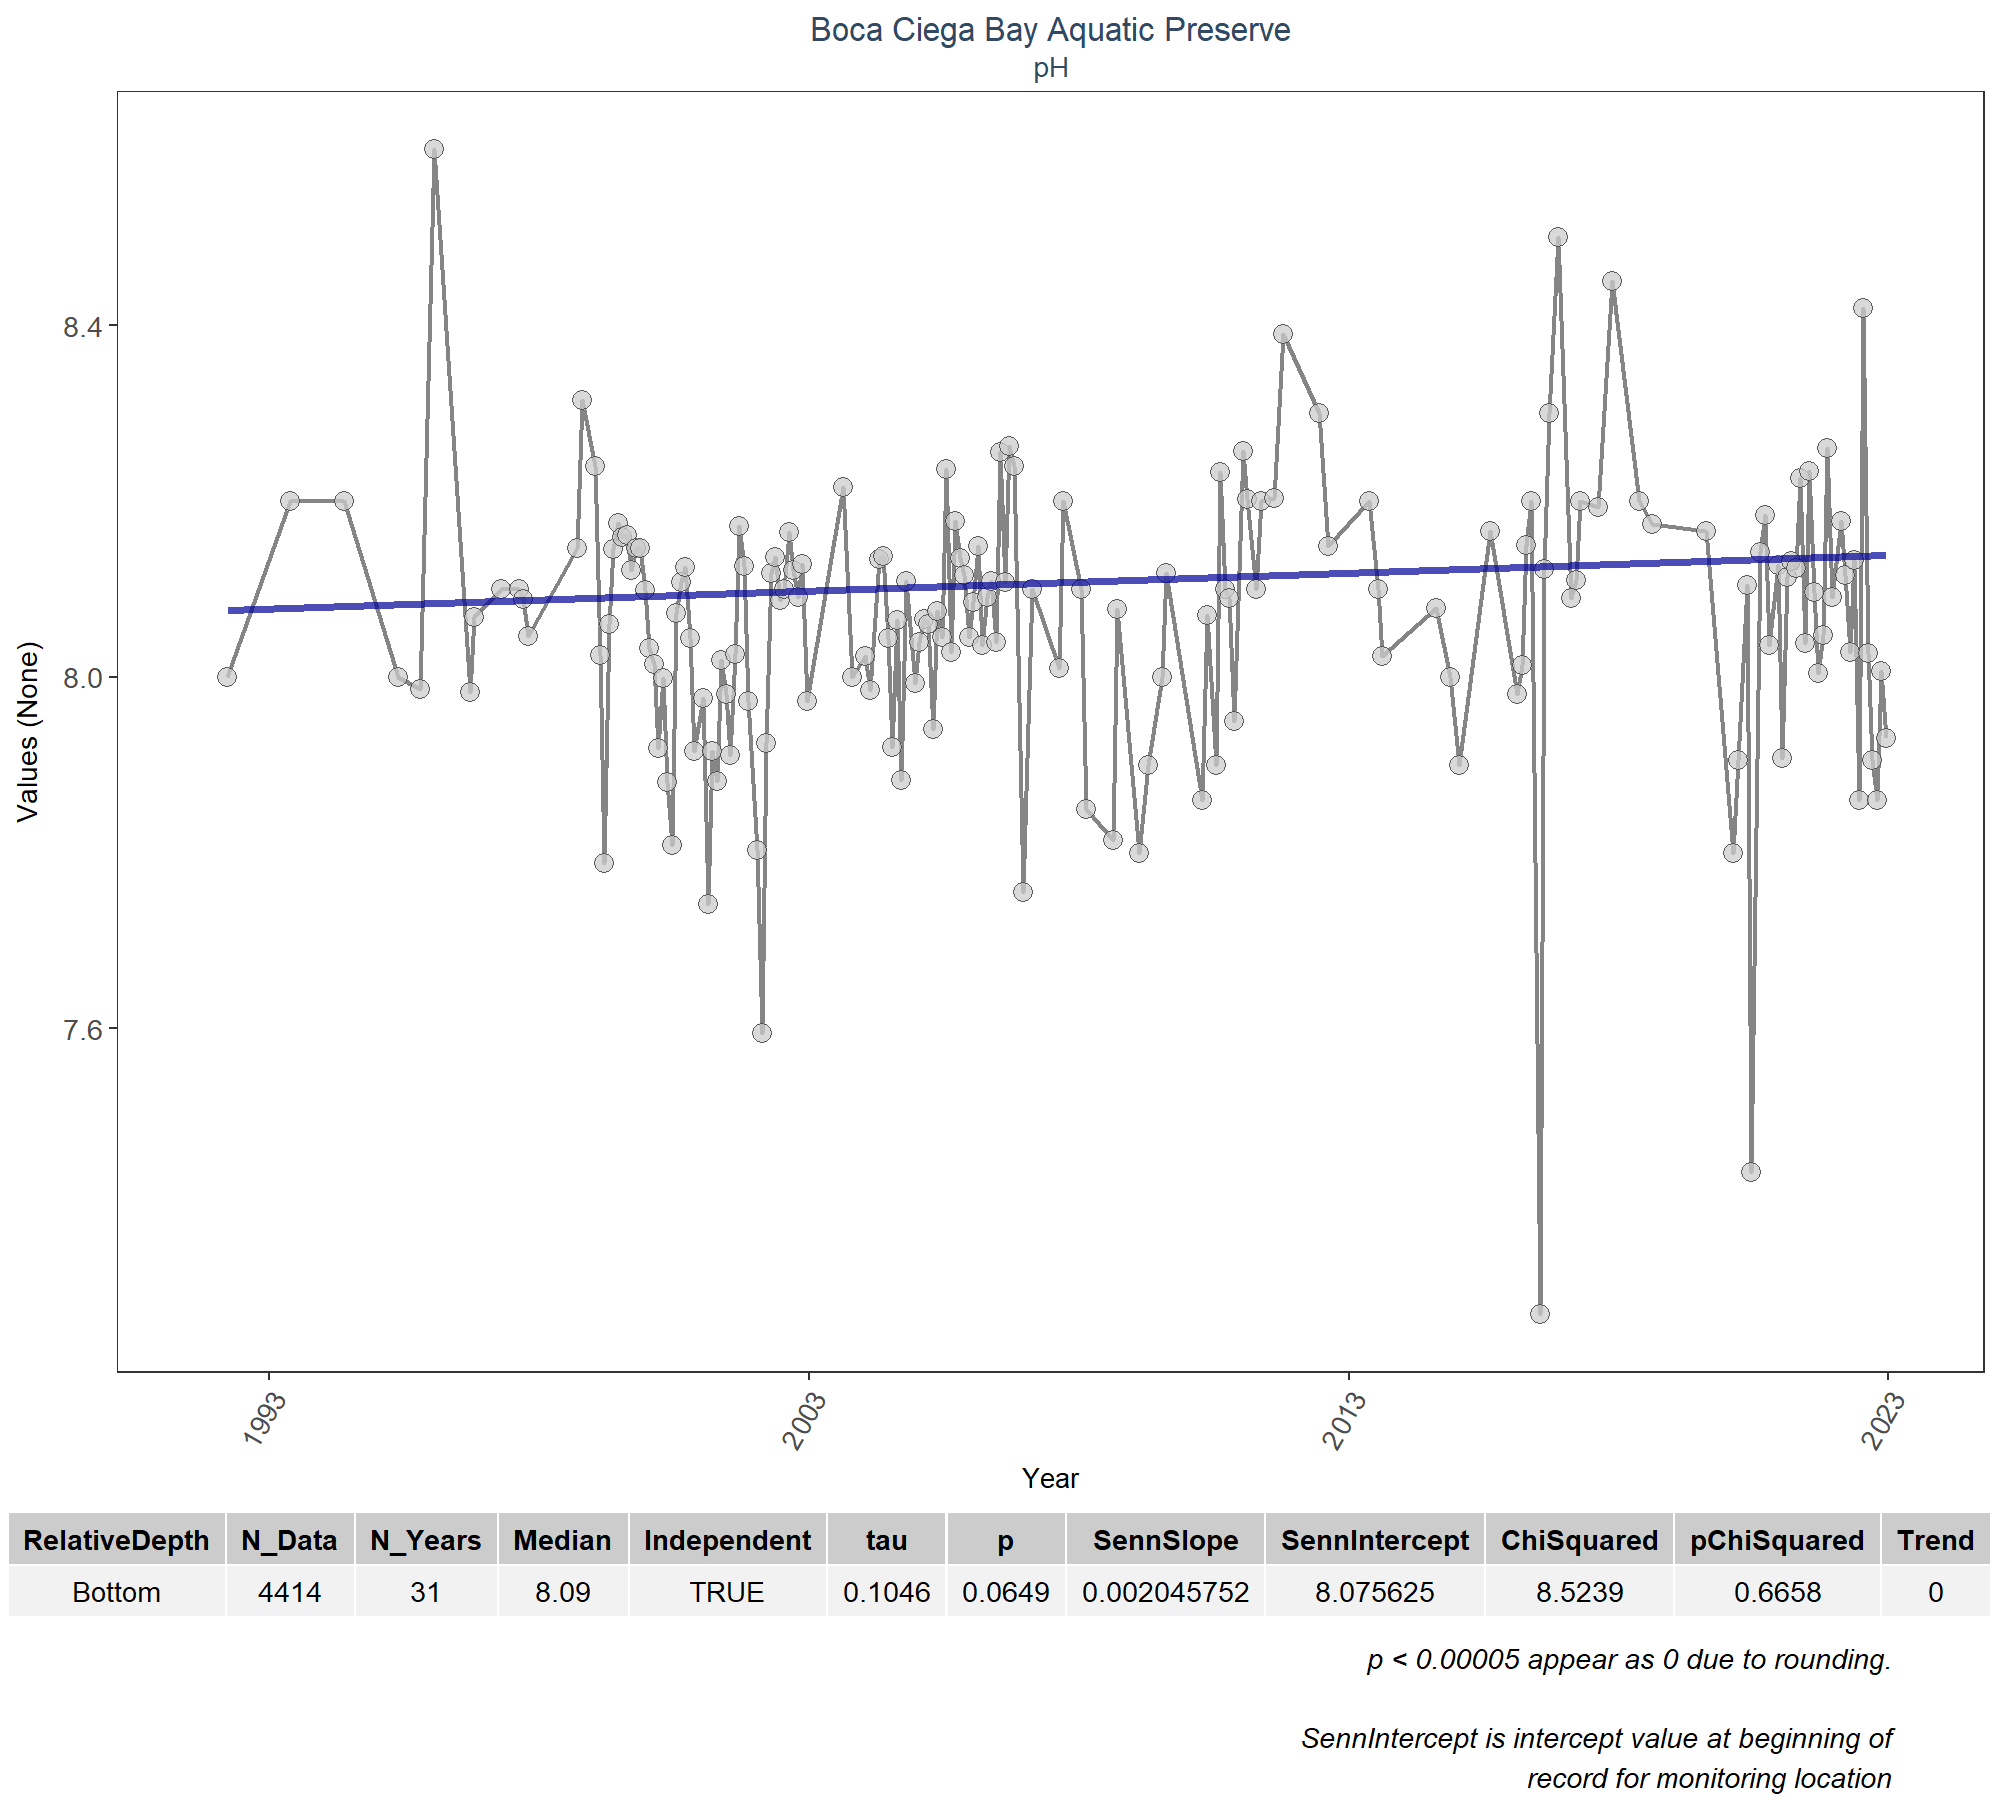 Boca Ciega Bay Aquatic Preserve
pH
8.4
8.0
7.6
Values (None)
1993
2003
2013
2023
Year
RelativeDepth N_Data N_Years Median Independent tau p SennSlope SennIntercept ChiSquared pChiSquared Trend
Bottom 4414 31 8.09 TRUE 0.1046 0.0649 0.002045752 8.075625 8.5239 0.6658 0
p < 0.00005 appear as 0 due to rounding.
SennIntercept is intercept value at beginning of
record for monitoring location